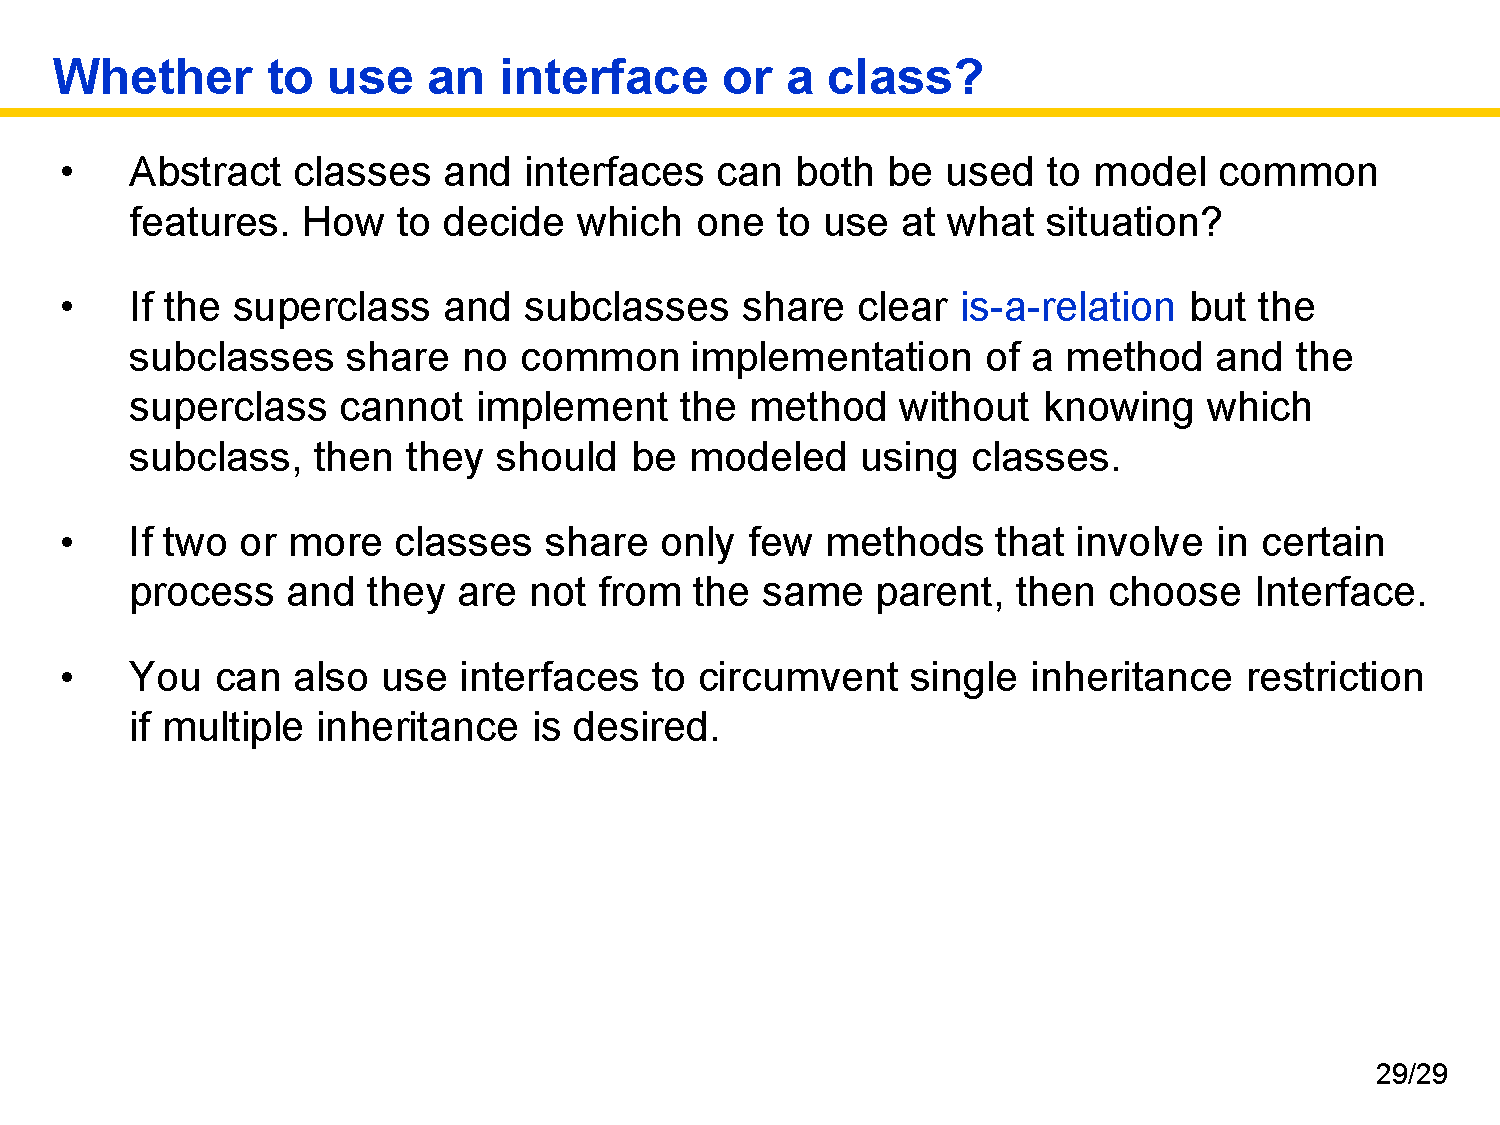 Whether to use an interface or a class?
• Abstract classes and interfaces can both be used to model common
features. How to decide which one to use at what situation?
• If the superclass and subclasses share clear is-a-relation but the
subclasses share no common implementation of a method and the
superclass cannot implement the method without knowing which
subclass, then they should be modeled using classes.
• If two or more classes share only few methods that involve in certain
process and they are not from the same parent, then choose Interface.
• You can also use interfaces to circumvent single inheritance restriction
if multiple inheritance is desired.
29/29